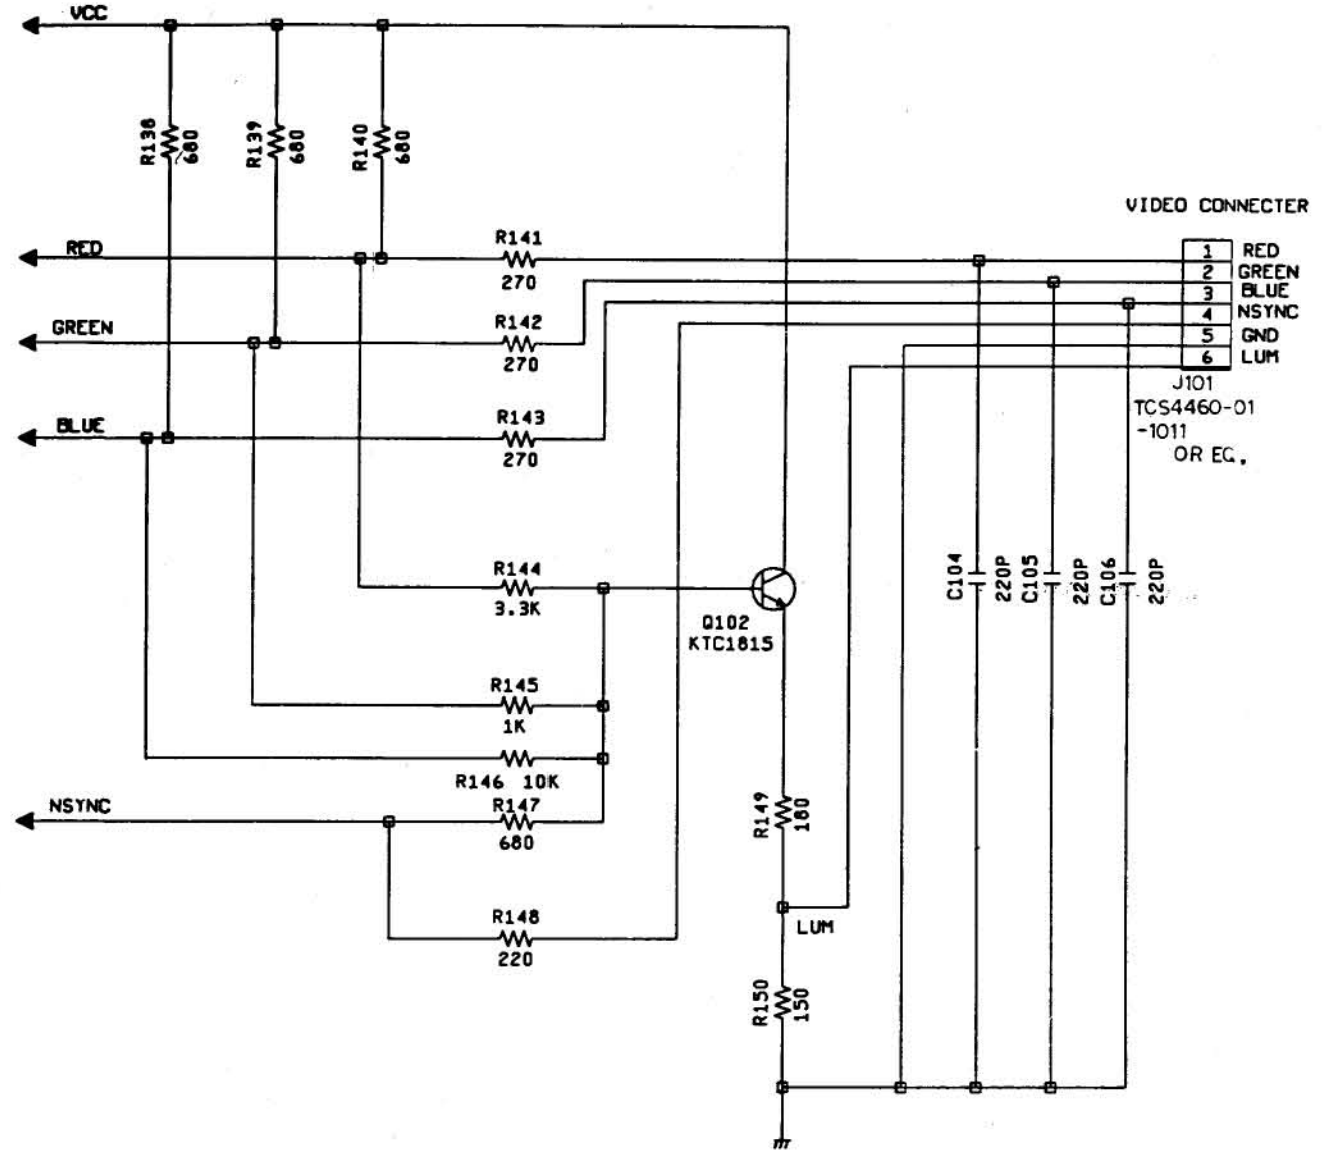 VCC
R138
680
R139
680
R140
680
VIDEO CONNECTER
RED
R141
270
1 RED
2 GREEN
3 BLUE
4 NSYNC
5 GND
6 LUM
GREEN
R142
270
J101
TCS4460-01
-1011
OR EQ.
BLUE
R143
270
R144
3.3K
Q102
KTC1815
C104
220P
C105
220P
C106
220P
R145
1K
R146 10K
NSYNC
R147
680
R149
180
R148
220
LUM
R150
150